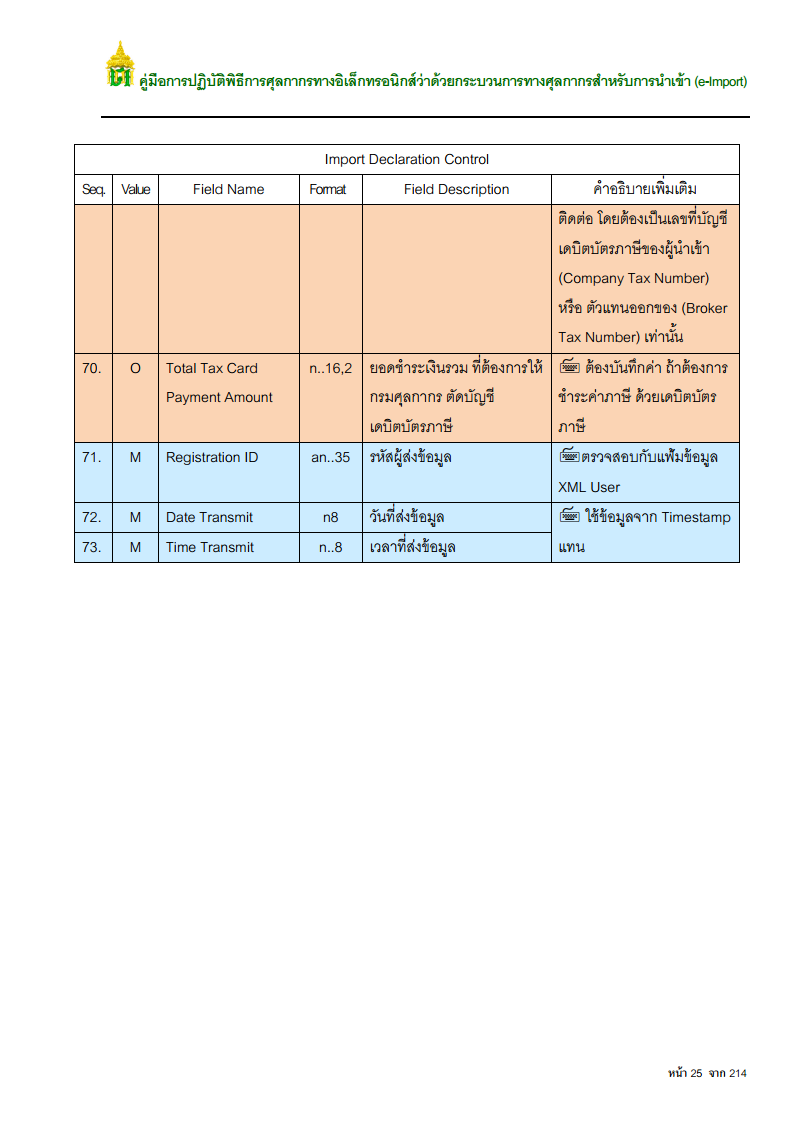 คู่มือการปฏิบัติพิธีการศุลกากรทางอิเล็กทรอนิกส์ว่าด้วยกระบวนการทางศุลกากรสำหรับการนำเข้า (e-Import)
Import Declaration Control
Seq. Value Field Name Format Field Description คำอธิบายเพิ่มเติม
ติดต่อ โดยต้องเป็นเลขที่บัญชี
เดบิตบัตรภาษีของผู้นำเข้า
(Company Tax Number)
หรือ ตัวแทนออกของ (Broker
Tax Number) เท่านั้น
70. O Total Tax Card n..16,2 ยอดชำระเงินรวม ที่ต้องการให้ ต้องบันทึกค่า ถ้าต้องการ
Payment Amount กรมศุลกากร ตัดบัญชี ชำระค่าภาษี ด้วยเดบิตบัตร
เดบิตบัตรภาษี ภาษี
71. M Registration ID an..35 รหัสผู้ส่งข้อมูล ตรวจสอบกับแฟ้มข้อมูล
XML User
72. M Date Transmit n8 วันที่ส่งข้อมูล ใช้ข้อมูลจาก Timestamp
73. M Time Transmit n..8 เวลาที่ส่งข้อมูล แทน
หน้า 25 จาก 214